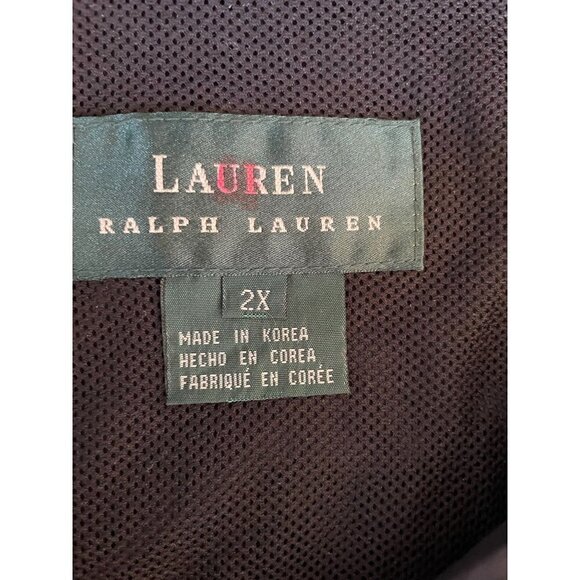 LAUREN
RALPH LAUREN
2X
MADE IN KOREA
HECHO EN COREA
FABRIQUÉ EN CORÉE